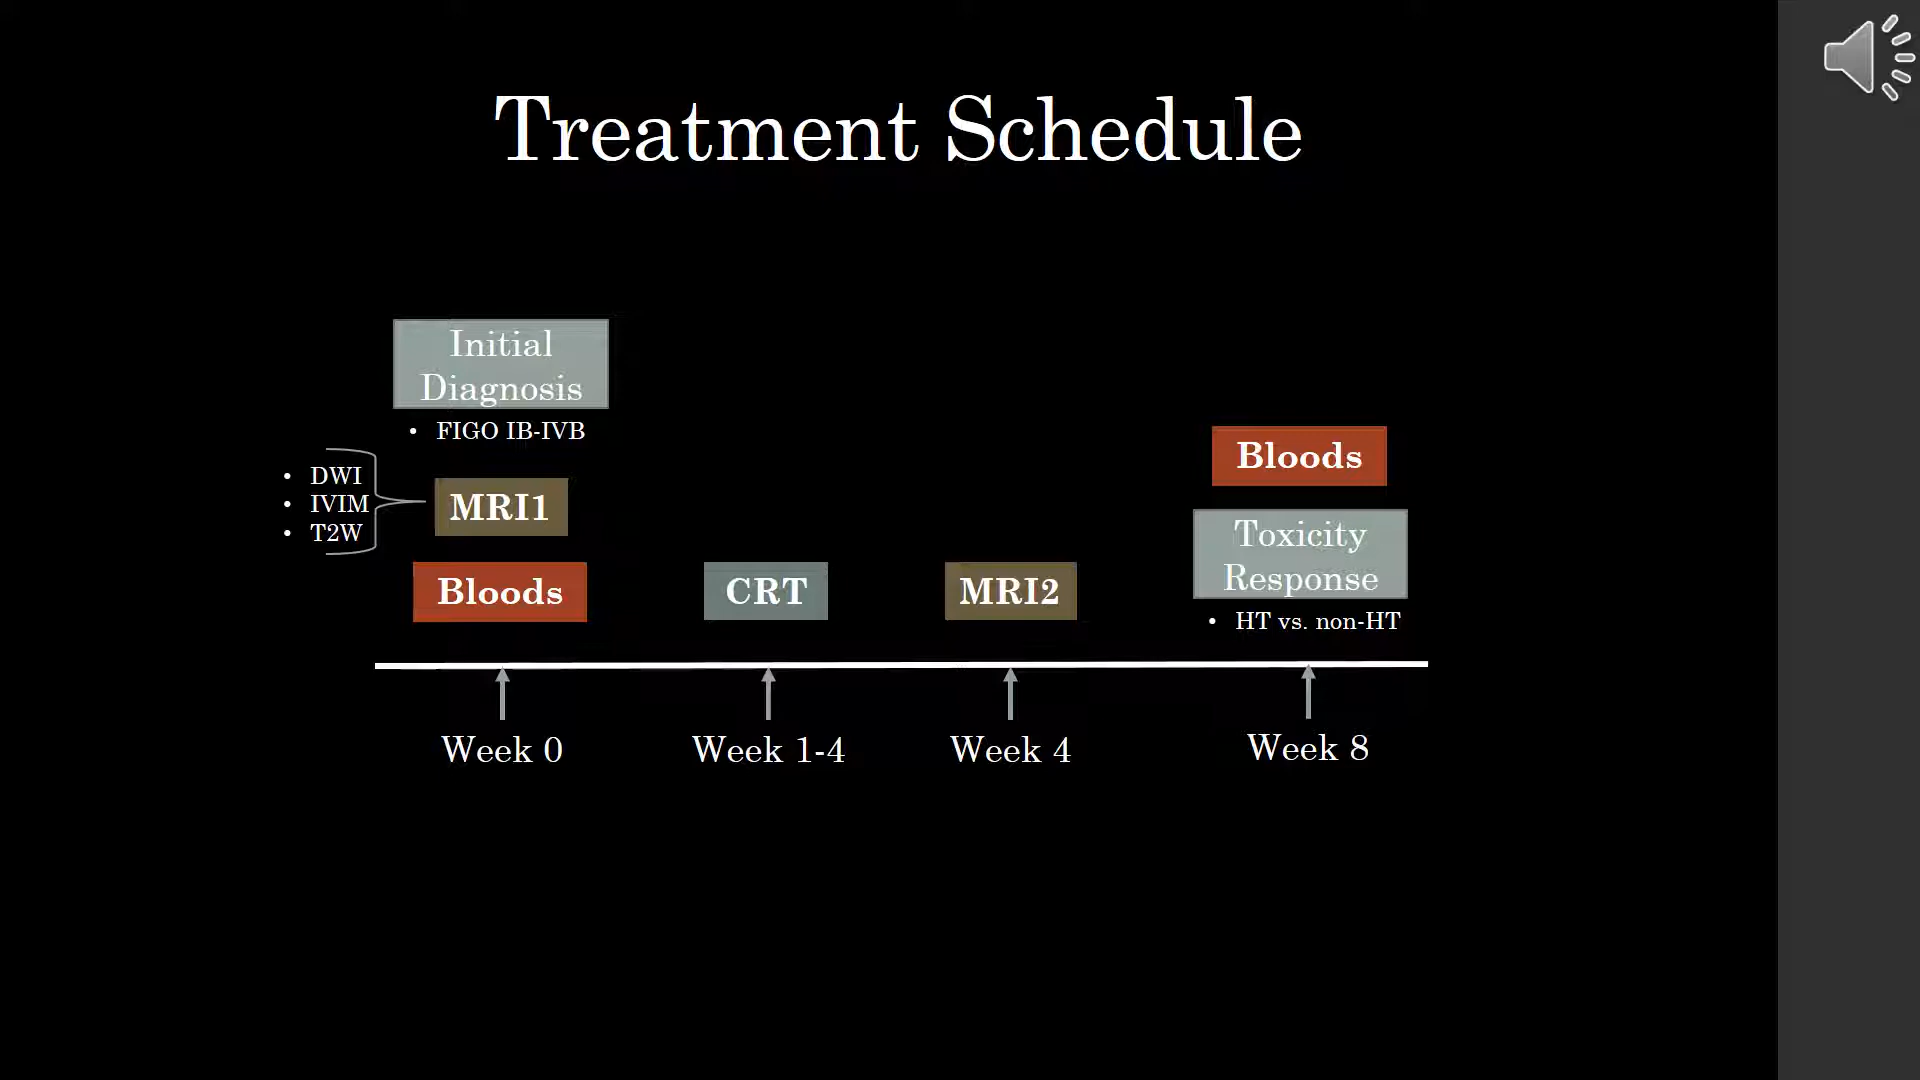 Treatment Schedule
Initial
Diagnosis
• FIGO IB-IVB
• DWI
• IVIM
• T2W
MRI1
Bloods
CRT
MRI2
Bloods
Toxicity
Response
• HT vs. non-HT
Week 0
Week 1-4
Week 4
Week 8